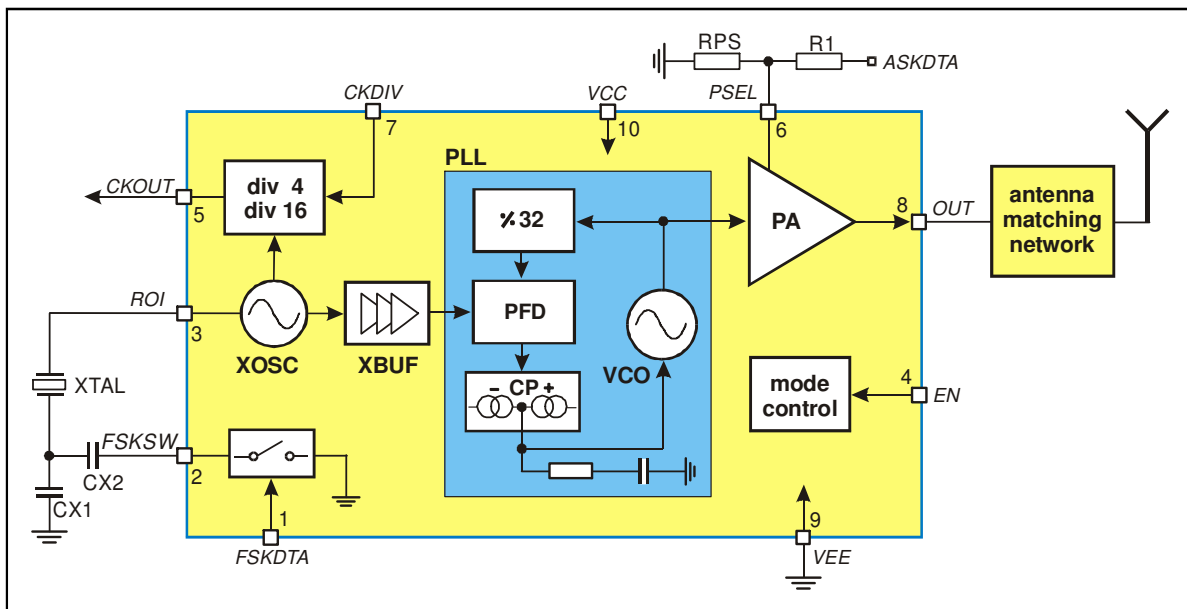 RPS
R1
ASKDTA
CKDIV
VCC
PSEL
7
10
6
PLL
CKOUT
5
div 4
div 16
٪32
PA
8
OUT
antenna
matching
network
ROI
3
XOSC
XBUF
PFD
VCO
XTAL
- CP +
mode
control
4
EN
FSKSW
2
CX2
CX1
1
FSKDTA
9
VEE